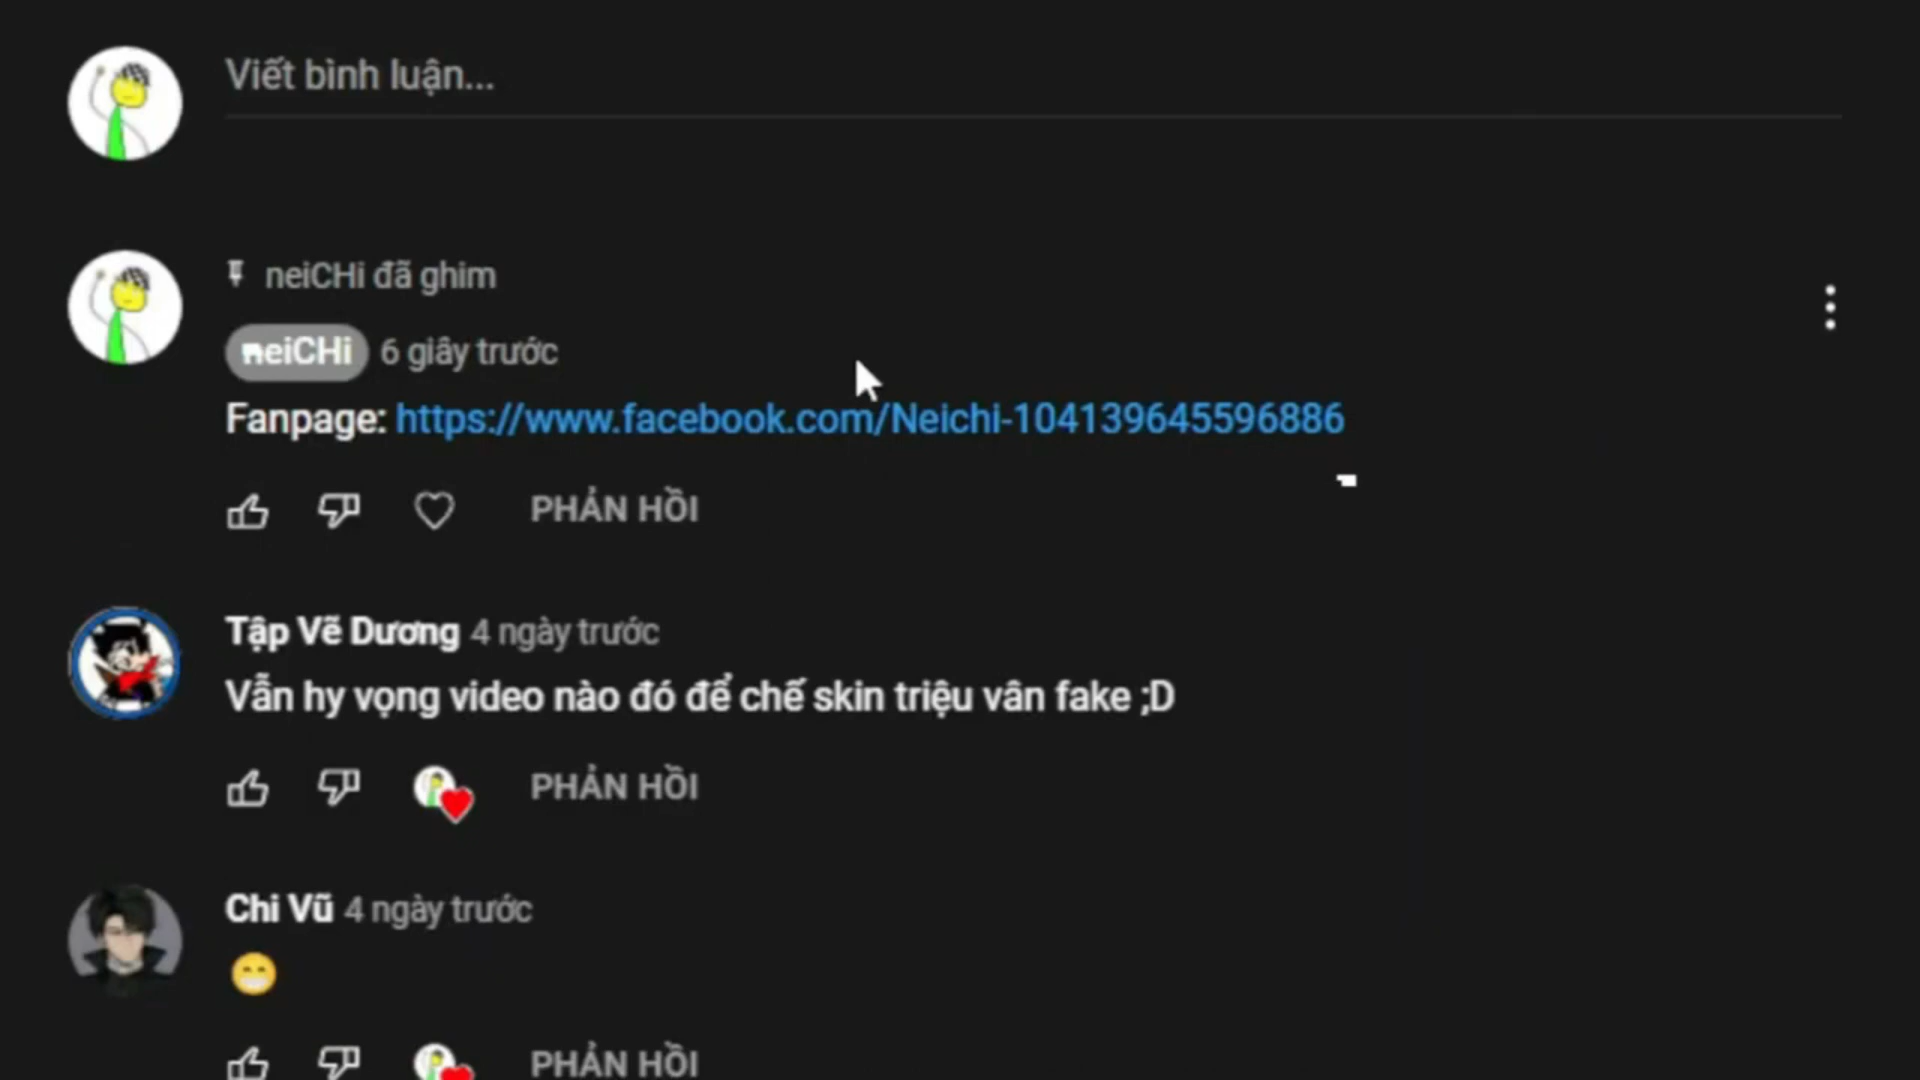 Viết bình luận...
neiCHi đã ghim
neiCHi 6 giây trước
Fanpage: https://www.facebook.com/Neichi-104139645596886
PHẢN HỒI
Tập Vẽ Dương 4 ngày trước
Vẫn hy vọng video nào đó để chế skin triệu vân fake ;D
PHẢN HỒI
Chi Vũ 4 ngày trước
😁
PHẢN HỒI